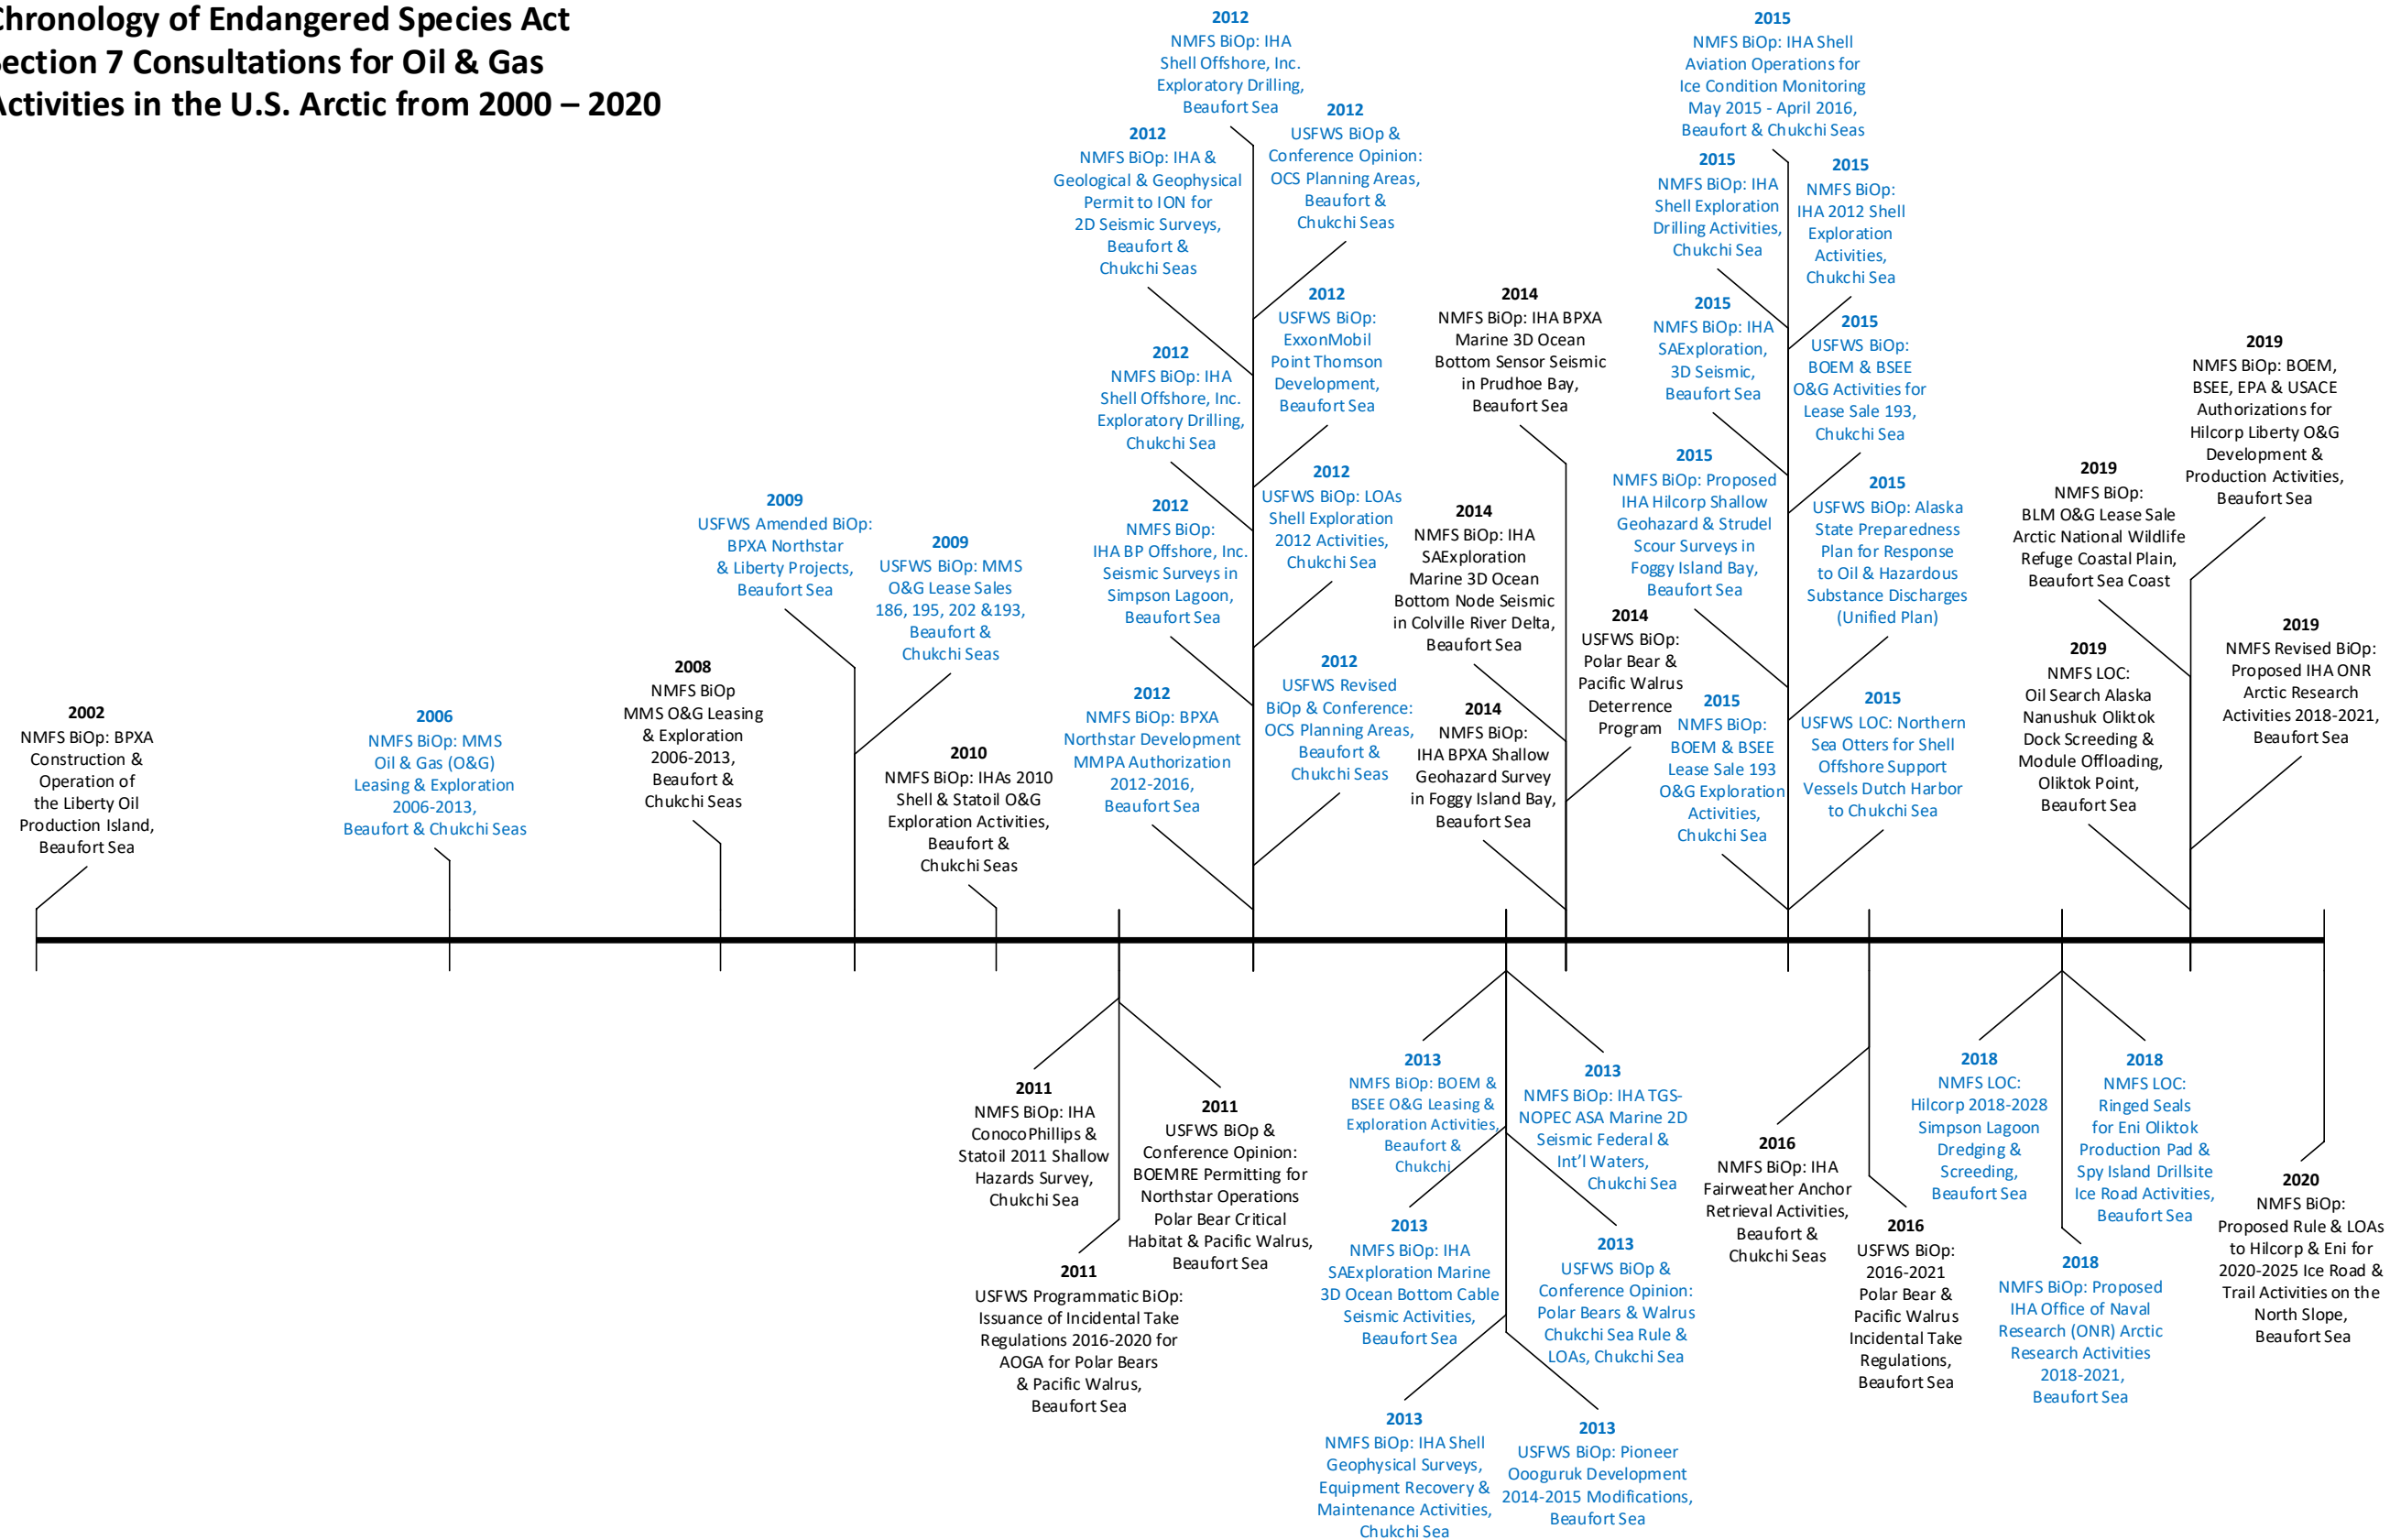 Chronology of Endangered Species Act
Section 7 Consultations for Oil & Gas
Activities in the U.S. Arctic from 2000 – 2020
2002
NMFS BiOp: BPXA
Construction &
Operation of
the Liberty Oil
Production Island,
Beaufort Sea
2006
NMFS BiOp: MMS
Oil & Gas (O&G)
Leasing & Exploration
2006-2013,
Beaufort & Chukchi Seas
2008
NMFS BiOp
MMS O&G Leasing
& Exploration
2006-2013,
Beaufort &
Chukchi Seas
2009
USFWS Amended BiOp:
BPXA Northstar
& Liberty Projects,
Beaufort Sea
2009
USFWS BiOp: MMS
O&G Lease Sales
186, 195, 202 &193,
Beaufort &
Chukchi Seas
2010
NMFS BiOp: IHAs 2010
Shell & Statoil O&G
Exploration Activities,
Beaufort &
Chukchi Seas
2011
NMFS BiOp: IHA
ConocoPhillips &
Statoil 2011 Shallow
Hazards Survey,
Chukchi Sea
2011
USFWS BiOp &
Conference Opinion:
BOEMRE Permitting for
Northstar Operations
Polar Bear Critical
Habitat & Pacific Walrus,
Beaufort Sea
2011
USFWS Programmatic BiOp:
Issuance of Incidental Take
Regulations 2016-2020 for
AOGA for Polar Bears
& Pacific Walrus,
Beaufort Sea
2012
NMFS BiOp: IHA
Shell Offshore, Inc.
Exploratory Drilling,
Beaufort Sea
2012
USFWS BiOp &
Conference Opinion:
OCS Planning Areas,
Beaufort &
Chukchi Seas
2012
NMFS BiOp: IHA &
Geological & Geophysical
Permit to ION for
2D Seismic Surveys,
Beaufort &
Chukchi Seas
2012
USFWS BiOp:
ExxonMobil
Point Thomson
Development,
Beaufort Sea
2012
NMFS BiOp: IHA
Shell Offshore, Inc.
Exploratory Drilling,
Chukchi Sea
2012
USFWS BiOp: LOAs
Shell Exploration
2012 Activities,
Chukchi Sea
2012
NMFS BiOp:
IHA BP Offshore, Inc.
Seismic Surveys in
Simpson Lagoon,
Beaufort Sea
2012
USFWS Revised
BiOp & Conference:
OCS Planning Areas,
Beaufort &
Chukchi Seas
2012
NMFS BiOp: BPXA
Northstar Development
MMPA Authorization
2012-2016,
Beaufort Sea
2013
NMFS BiOp: BOEM &
BSEE O&G Leasing &
Exploration Activities,
Beaufort &
Chukchi
2013
NMFS BiOp: IHA TGS-
NOPEC ASA Marine 2D
Seismic Federal &
Int'l Waters,
Chukchi Sea
2013
NMFS BiOp: IHA
SAExploration Marine
3D Ocean Bottom Cable
Seismic Activities,
Beaufort Sea
2013
USFWS BiOp &
Conference Opinion:
Polar Bears & Walrus
Chukchi Sea Rule &
LOAs, Chukchi Sea
2013
NMFS BiOp: IHA Shell
Geophysical Surveys,
Equipment Recovery &
Maintenance Activities,
Chukchi Sea
2013
USFWS BiOp: Pioneer
Oooguruk Development
2014-2015 Modifications,
Beaufort Sea
2014
NMFS BiOp: IHA BPXA
Marine 3D Ocean
Bottom Sensor Seismic
in Prudhoe Bay,
Beaufort Sea
2014
NMFS BiOp: IHA
SAExploration
Marine 3D Ocean
Bottom Node Seismic
in Colville River Delta,
Beaufort Sea
2014
USFWS BiOp:
Polar Bear &
Pacific Walrus
Deterrence
Program
2014
NMFS BiOp:
IHA BPXA Shallow
Geohazard Survey
in Foggy Island Bay,
Beaufort Sea
2015
NMFS BiOp: IHA Shell
Aviation Operations for
Ice Condition Monitoring
May 2015 - April 2016,
Beaufort & Chukchi Seas
2015
NMFS BiOp: IHA
Shell Exploration
Drilling Activities,
Chukchi Sea
2015
NMFS BiOp:
IHA 2012 Shell
Exploration
Activities,
Chukchi Sea
2015
NMFS BiOp: IHA
SAExploration,
3D Seismic,
Beaufort Sea
2015
USFWS BiOp:
BOEM & BSEE
O&G Activities for
Lease Sale 193,
Chukchi Sea
2015
NMFS BiOp: Proposed
IHA Hilcorp Shallow
Geohazard & Strudel
Scour Surveys in
Foggy Island Bay,
Beaufort Sea
2015
USFWS BiOp: Alaska
State Preparedness
Plan for Response
to Oil & Hazardous
Substance Discharges
(Unified Plan)
2015
NMFS BiOp:
BOEM & BSEE
Lease Sale 193
O&G Exploration
Activities,
Chukchi Sea
2015
USFWS LOC: Northern
Sea Otters for Shell
Offshore Support
Vessels Dutch Harbor
to Chukchi Sea
2016
NMFS BiOp: IHA
Fairweather Anchor
Retrieval Activities,
Beaufort &
Chukchi Seas
2016
USFWS BiOp:
2016-2021
Polar Bear &
Pacific Walrus
Incidental Take
Regulations,
Beaufort Sea
2018
NMFS LOC:
Hilcorp 2018-2028
Simpson Lagoon
Dredging &
Screeding,
Beaufort Sea
2018
NMFS LOC:
Ringed Seals
for Eni Oliktok
Production Pad &
Spy Island Drillsite
Ice Road Activities,
Beaufort Sea
2018
NMFS BiOp: Proposed
IHA Office of Naval
Research (ONR) Arctic
Research Activities
2018-2021,
Beaufort Sea
2019
NMFS BiOp: BOEM,
BSEE, EPA & USACE
Authorizations for
Hilcorp Liberty O&G
Development &
Production Activities,
Beaufort Sea
2019
NMFS BiOp:
BLM O&G Lease Sale
Arctic National Wildlife
Refuge Coastal Plain,
Beaufort Sea Coast
2019
NMFS Revised BiOp:
Proposed IHA ONR
Arctic Research
Activities 2018-2021,
Beaufort Sea
2019
NMFS LOC:
Oil Search Alaska
Nanushuk Oliktok
Dock Screeding &
Module Offloading,
Oliktok Point,
Beaufort Sea
2020
NMFS BiOp:
Proposed Rule & LOAs
to Hilcorp & Eni for
2020-2025 Ice Road &
Trail Activities on the
North Slope,
Beaufort Sea